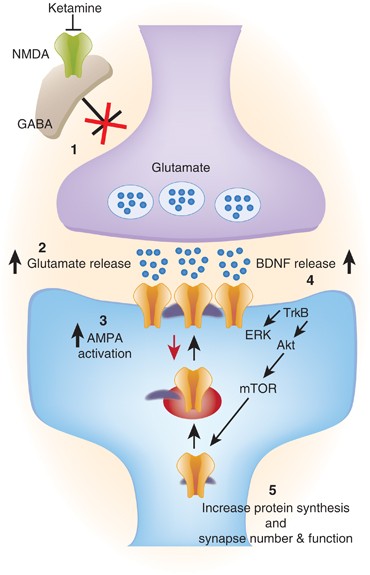 Ketamine
NMDA
GABA
1
Glutamate
2
Glutamate release
BDNF release
4
3
AMPA
activation
TrkB
ERK
Akt
mTOR
5
Increase protein synthesis
and
synapse number & function